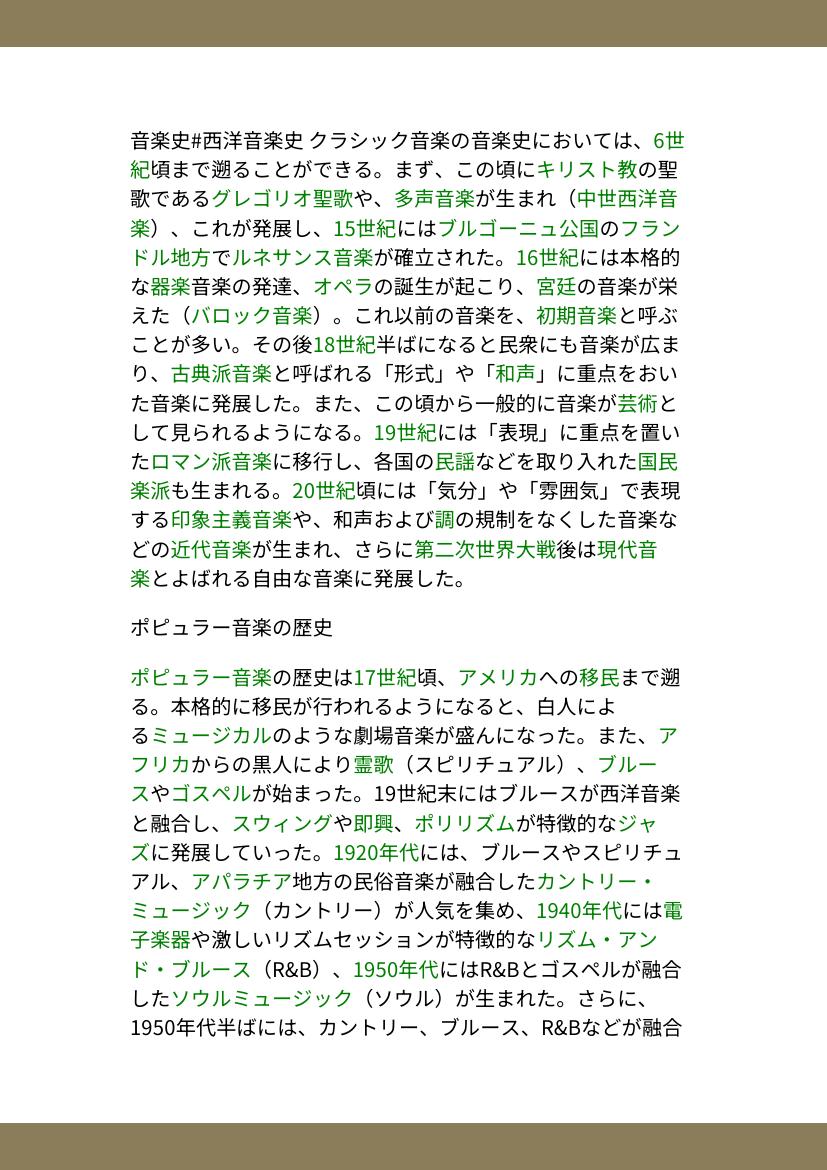 音楽史#西洋音楽史 クラシック音楽の音楽史においては、6世
紀頃まで遡ることができる。まず、この頃にキリスト教の聖
歌であるグレゴリオ聖歌や、多声音楽が生まれ（中世西洋音
楽）、これが発展し、15世紀にはブルゴーニュ公国のフラン
ドル地方でルネサンス音楽が確立された。16世紀には本格的
な器楽音楽の発達、オペラの誕生が起こり、宮廷の音楽が栄
えた（バロック音楽）。これ以前の音楽を、初期音楽と呼ぶ
ことが多い。その後18世紀半ばになると民衆にも音楽が広ま
り、古典派音楽と呼ばれる「形式」や「和声」に重点をおい
た音楽に発展した。また、この頃から一般的に音楽が芸術と
して見られるようになる。19世紀には「表現」に重点を置い
たロマン派音楽に移行し、各国の民謡などを取り入れた国民
楽派も生まれる。20世紀頃には「気分」や「雰囲気」で表現
する印象主義音楽や、和声および調の規制をなくした音楽な
どの近代音楽が生まれ、さらに第二次世界大戦後は現代音
楽とよばれる自由な音楽に発展した。
ポピュラー音楽の歴史
ポピュラー音楽の歴史は17世紀頃、アメリカへの移民まで遡
る。本格的に移民が行われるようになると、白人によ
るミュージカルのような劇場音楽が盛んになった。また、ア
フリカからの黒人により霊歌（スピリチュアル）、ブルー
スやゴスペルが始まった。19世紀末にはブルースが西洋音楽
と融合し、スウィングや即興、ポリリズムが特徴的なジャ
ズに発展していった。1920年代には、ブルースやスピリチュ
アル、アパラチア地方の民俗音楽が融合したカントリー・
ミュージック（カントリー）が人気を集め、1940年代には電
子楽器や激しいリズムセッションが特徴的なリズム・アン
ド・ブルース（R&B）、1950年代にはR&Bとゴスペルが融合
したソウルミュージック（ソウル）が生まれた。さらに、
1950年代半ばには、カントリー、ブルース、R&Bなどが融合